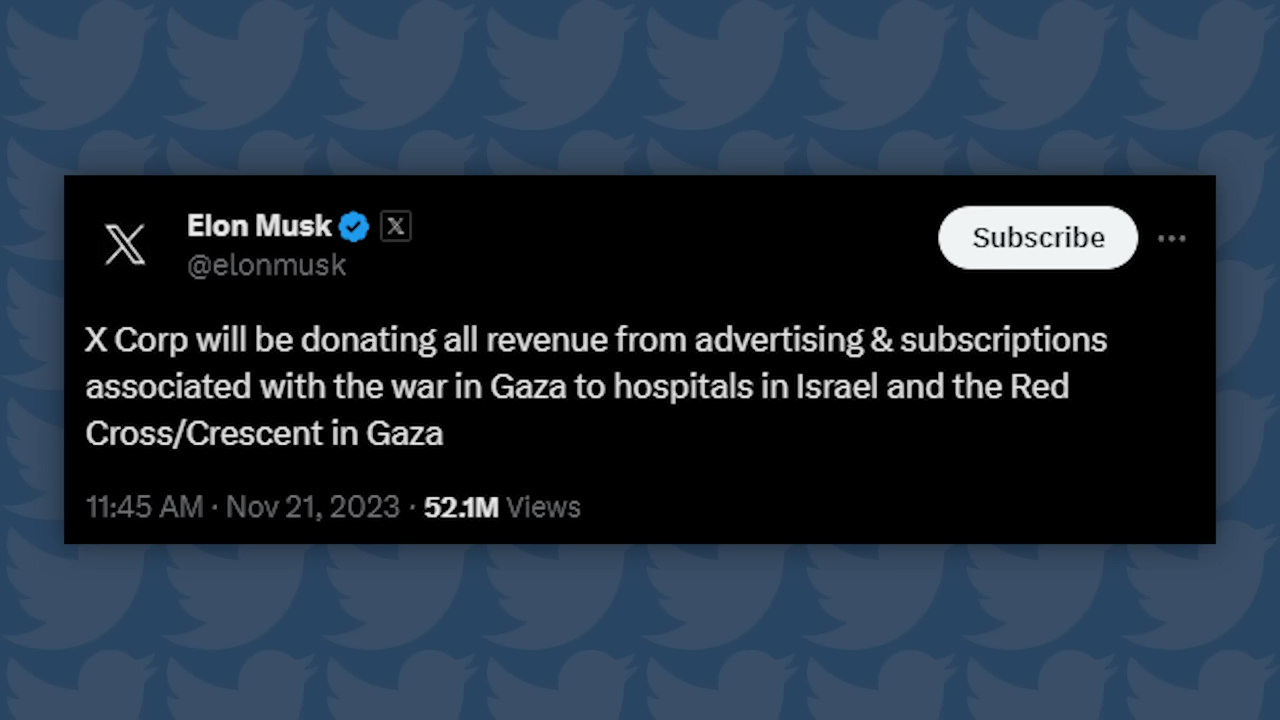 Elon Musk
@elonmusk
Subscribe
X Corp will be donating all revenue from advertising & subscriptions
associated with the war in Gaza to hospitals in Israel and the Red
Cross/Crescent in Gaza
11:45 AM · Nov 21, 2023 · 52.1M Views